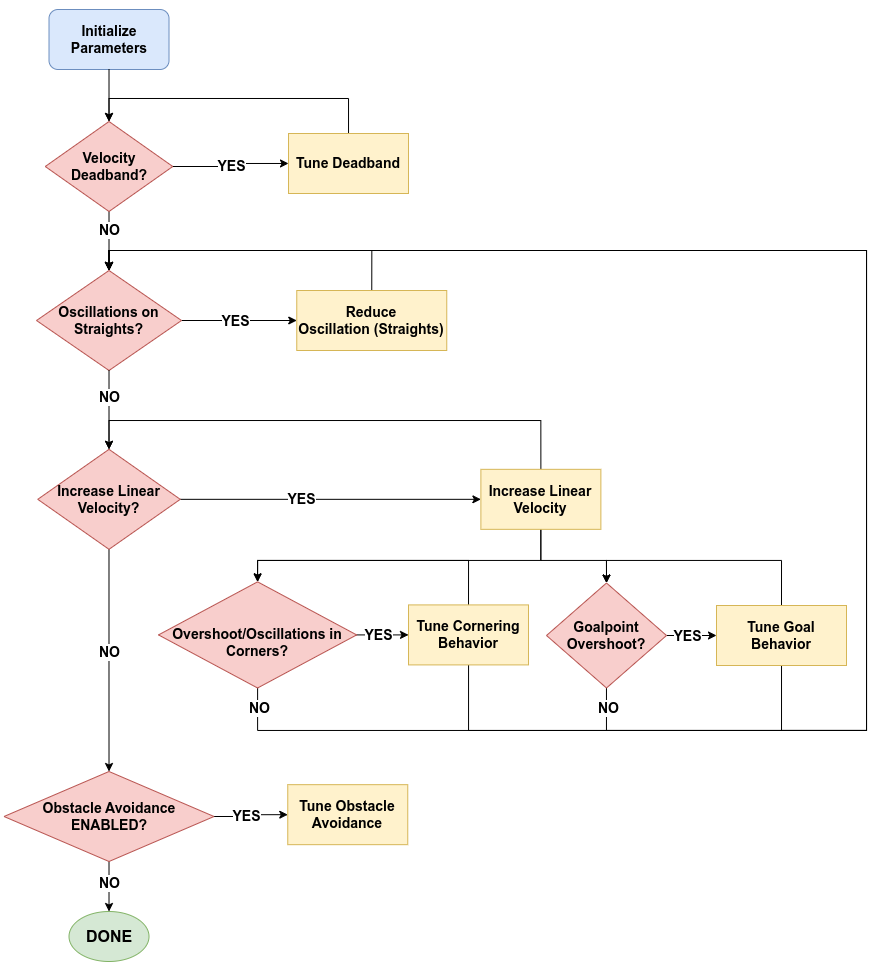 Initialize
Parameters
Velocity
Deadband?
YES
Tune Deadband
NO
Oscillations on
Straights?
YES
Reduce
Oscillation (Straights)
NO
Increase Linear
Velocity?
YES
Increase Linear
Velocity
Overshoot/Oscillations in
Corners?
YES
Tune Cornering
Behavior
Goalpoint
Overshoot?
YES
Tune Goal
Behavior
NO
NO
NO
Obstacle Avoidance
ENABLED?
YES
Tune Obstacle
Avoidance
NO
DONE